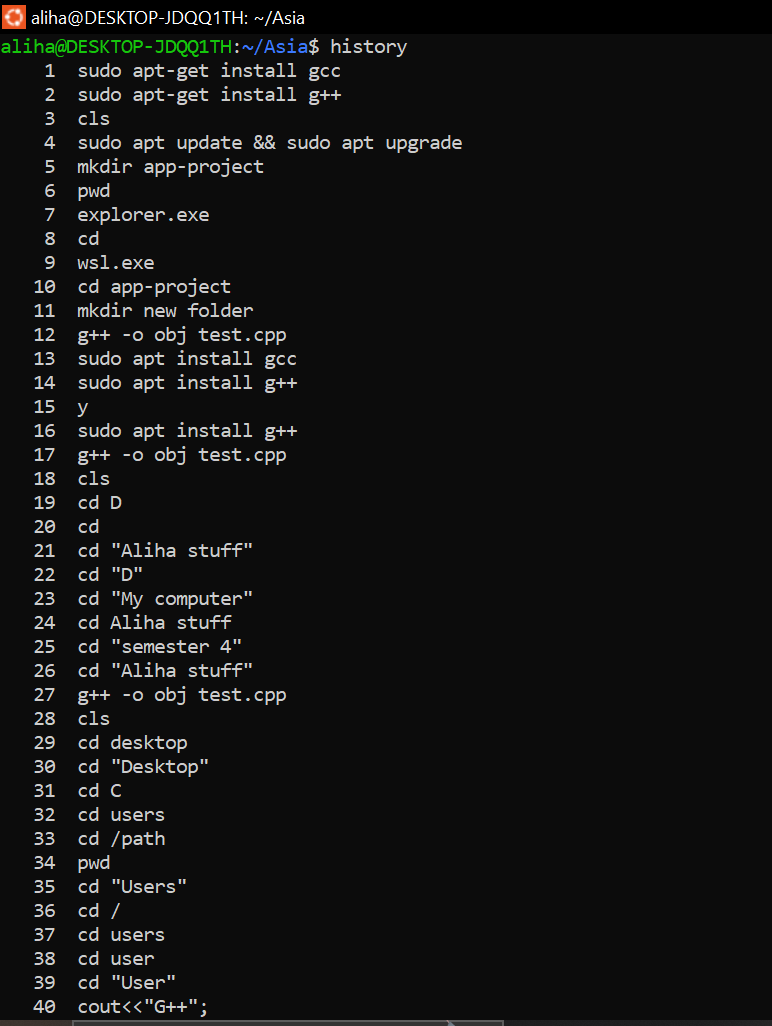 aliha@DESKTOP-JDQQ1TH: ~/Asia
aliha@DESKTOP-JDQQ1TH:~/Asia$ history
1 sudo apt-get install gcc
2 sudo apt-get install g++
3 cls
4 sudo apt update && sudo apt upgrade
5 mkdir app-project
6 pwd
7 explorer.exe
8 cd
9 wsl.exe
10 cd app-project
11 mkdir new folder
12 g++ -o obj test.cpp
13 sudo apt install gcc
14 sudo apt install g++
15 y
16 sudo apt install g++
17 g++ -o obj test.cpp
18 cls
19 cd D
20 cd
21 cd "Aliha stuff"
22 cd "D"
23 cd "My computer"
24 cd Aliha stuff
25 cd "semester 4"
26 cd "Aliha stuff"
27 g++ -o obj test.cpp
28 cls
29 cd desktop
30 cd "Desktop"
31 cd C
32 cd users
33 cd /path
34 pwd
35 cd "Users"
36 cd /
37 cd users
38 cd user
39 cd "User"
40 cout<<"G++";